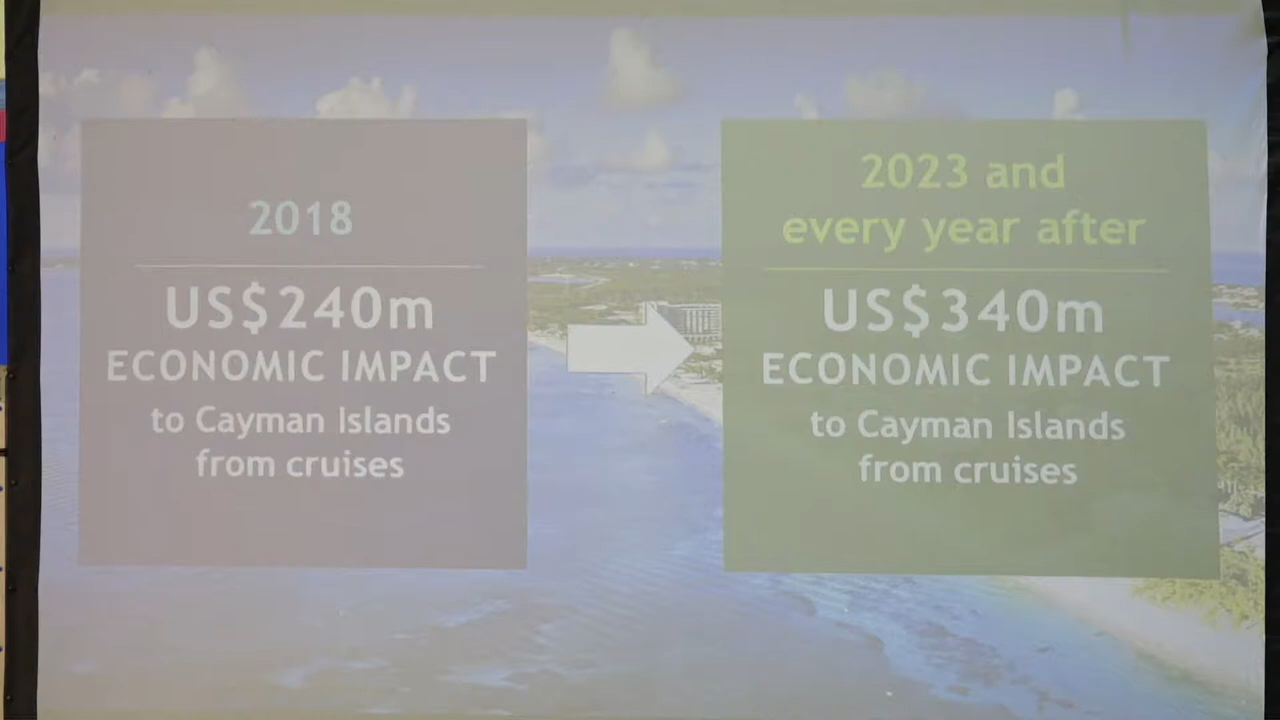 2018
US$240m
ECONOMIC IMPACT
to Cayman Islands
from cruises
2023 and
every year after
US$340m
ECONOMIC IMPACT
to Cayman Islands
from cruises